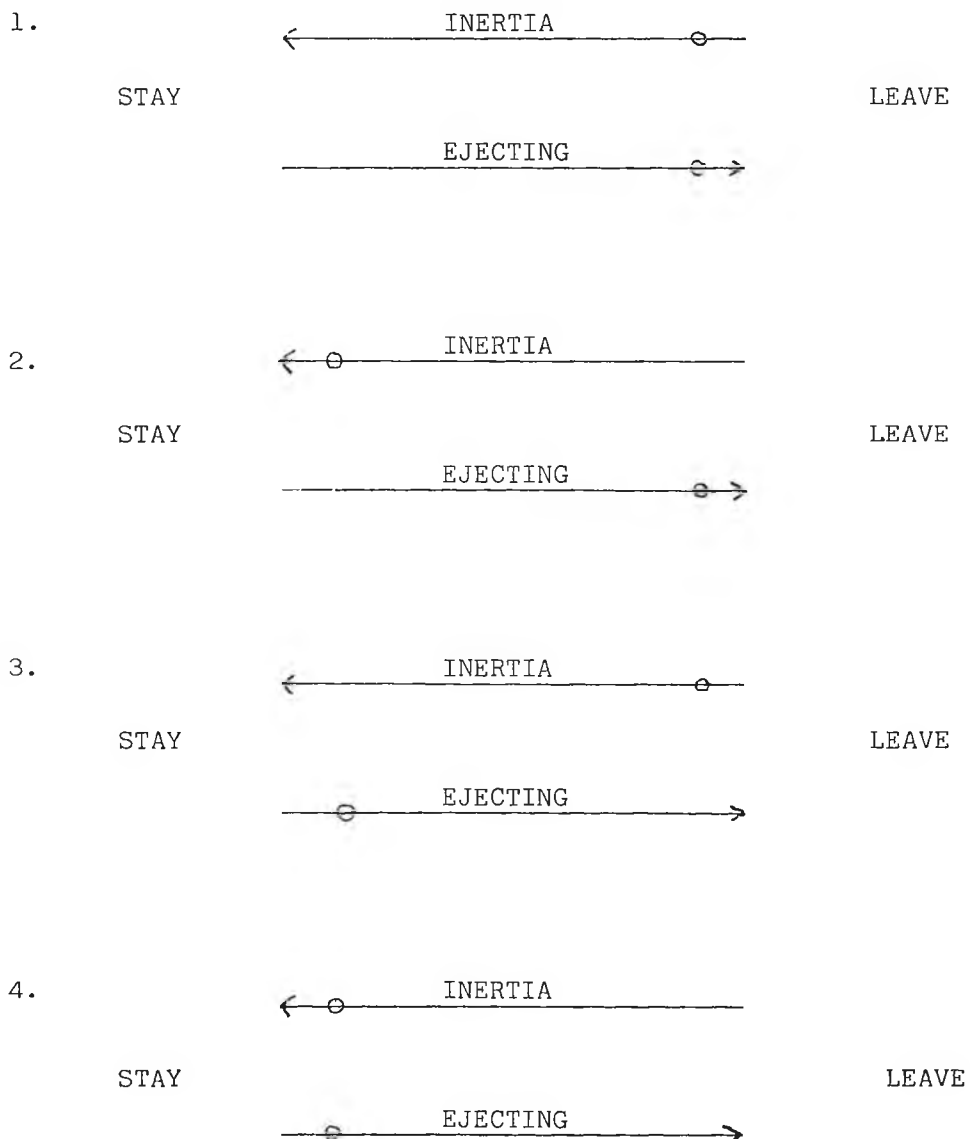 1. INERTIA
STAY LEAVE
EJECTING
2. INERTIA
STAY LEAVE
EJECTING
3. INERTIA
STAY LEAVE
EJECTING
4. INERTIA
STAY LEAVE
EJECTING